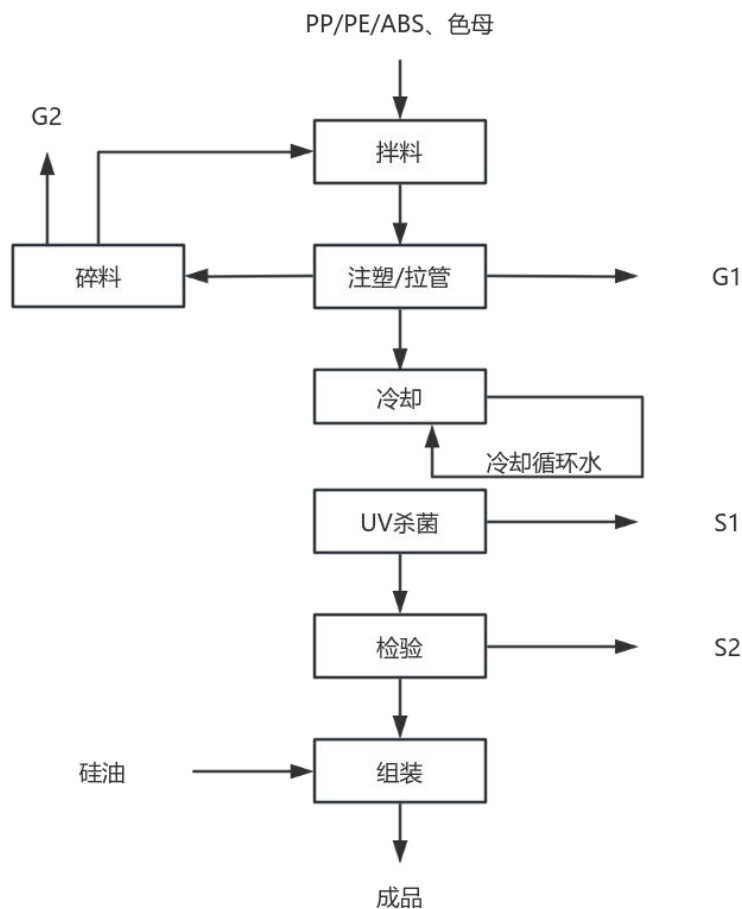 PP/PE/ABS、色母
G2
拌料
碎料
注塑/拉管
G1
冷却
冷却循环水
UV杀菌
S1
检验
S2
硅油
组装
成品